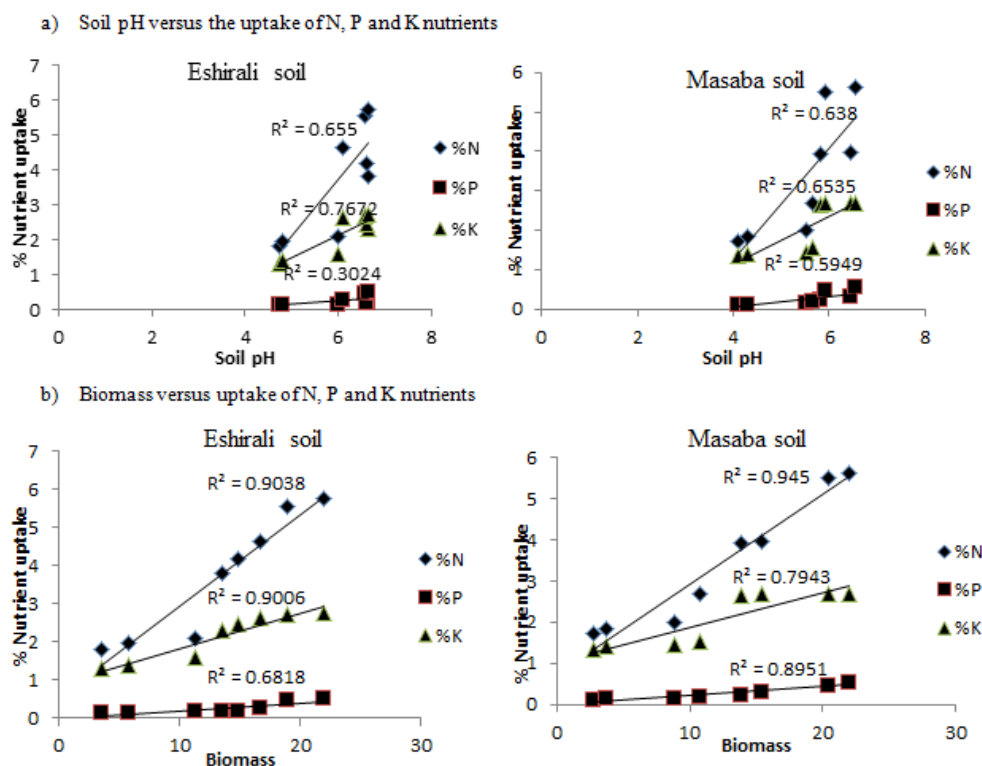 a) Soil pH versus the uptake of N, P and K nutrients
Eshirali soil
% Nutrient uptake
7
6
5
4
3
2
1
0
R² = 0.655
R² = 0.7672
R² = 0.3024
%N
%P
%K
0 2 4 6 8
Soil pH
Masaba soil
% Nutrient uptake
6
5
R² = 0.638
R² = 0.6535
R² = 0.5949
%N
%P
%K
0
0 2 4 6 8
Soil pH
b) Biomass versus uptake of N, P and K nutrients
Eshirali soil
% Nutrient uptake
7
6
5
4
3
2
1
0
R² = 0.9038
R² = 0.9006
R² = 0.6818
%N
%P
%K
0 10 20 30
Biomass
Masaba soil
% Nutrient uptake
6
5
4
3
2
1
0
R² = 0.945
R² = 0.7943
R² = 0.8951
%N
%P
%K
0 10 20 30
Biomass